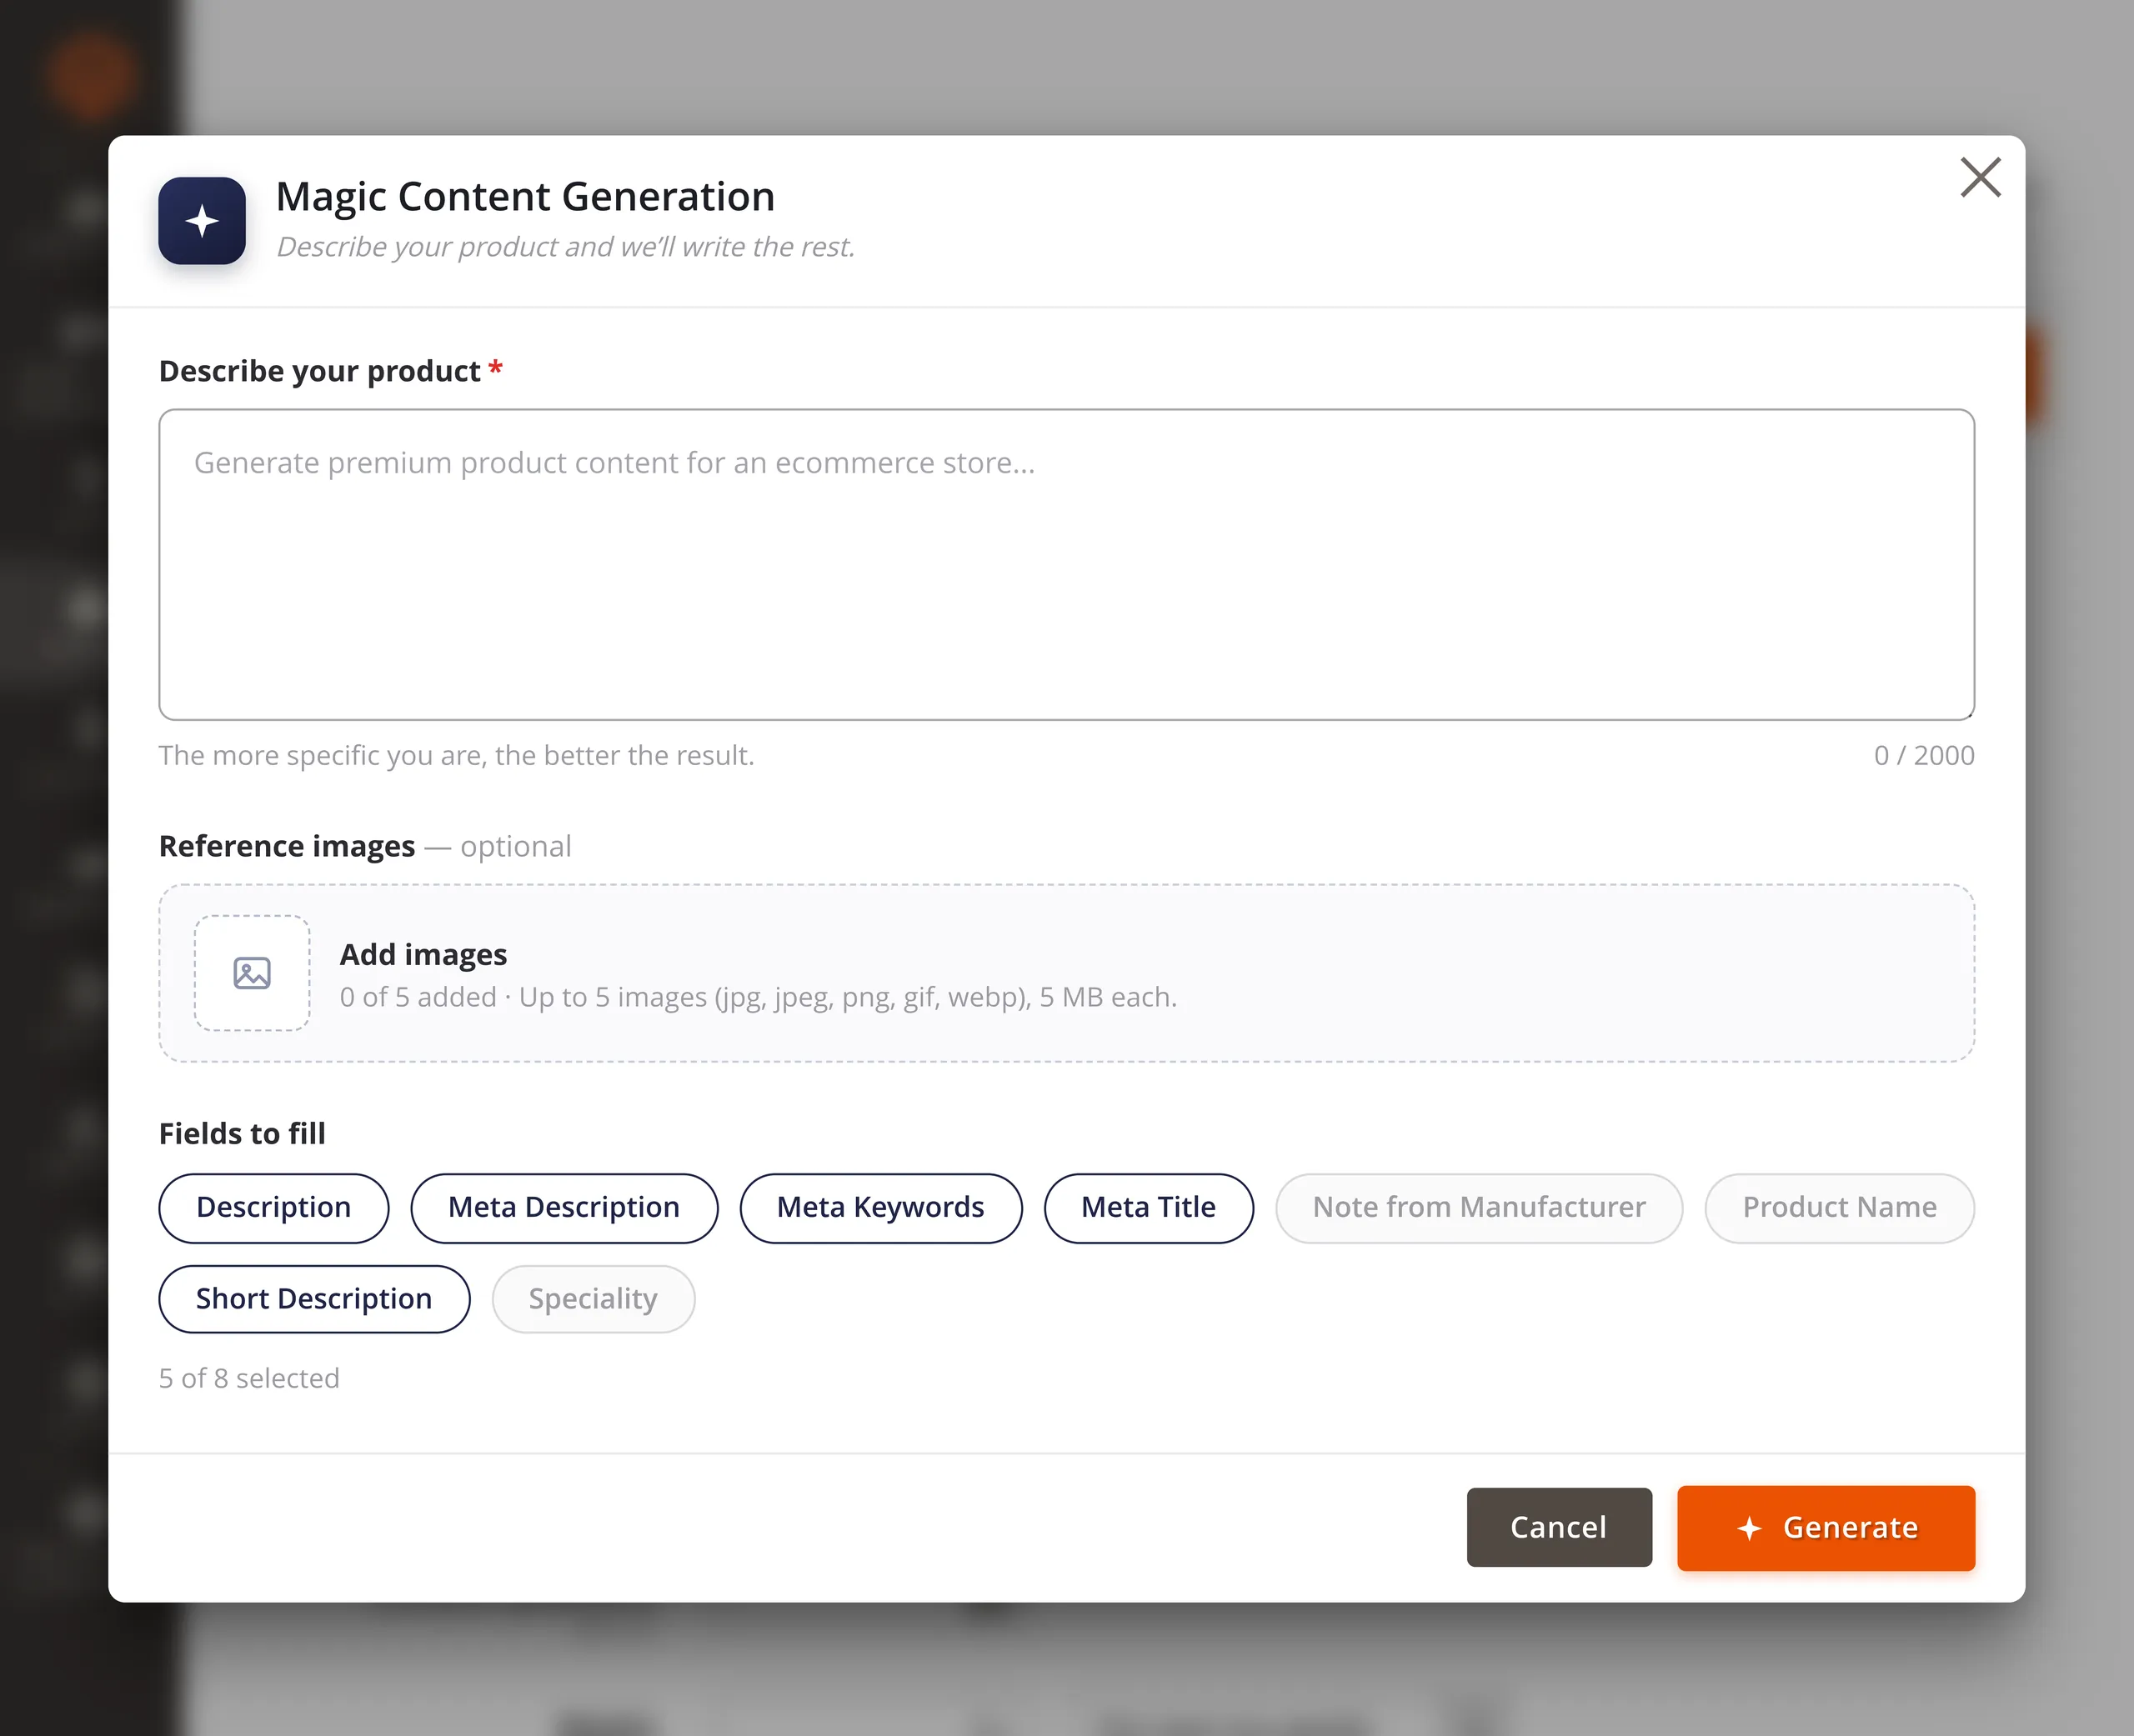 Magic Content Generation
Describe your product and we’ll write the rest.
Describe your product *
Generate premium product content for an ecommerce store...
The more specific you are, the better the result.
0 / 2000
Reference images — optional
Add images
0 of 5 added · Up to 5 images (jpg, jpeg, png, gif, webp), 5 MB each.
Fields to fill
Description
Meta Description
Meta Keywords
Meta Title
Note from Manufacturer
Product Name
Short Description
Speciality
5 of 8 selected
Cancel
Generate